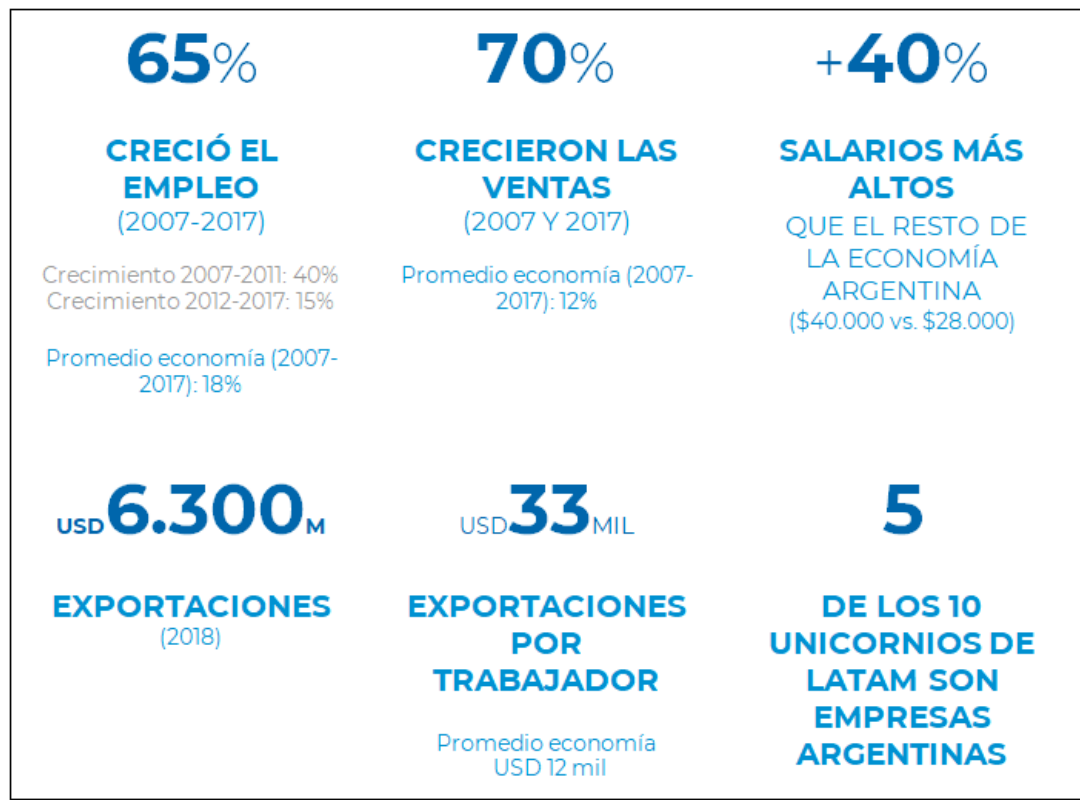 65%
CRECIÓ EL
EMPLEO
(2007-2017)
Crecimiento 2007-2011: 40%
Crecimiento 2012-2017: 15%
Promedio economía (2007-
2017): 18%
70%
CRECIERON LAS
VENTAS
(2007 Y 2017)
Promedio economía (2007-
2017): 12%
+40%
SALARIOS MÁS
ALTOS
QUE EL RESTO DE
LA ECONOMÍA
ARGENTINA
($40.000 vs. $28.000)
USD6.300M
EXPORTACIONES
(2018)
USD33MIL
EXPORTACIONES
POR
TRABAJADOR
Promedio economía
USD 12 mil
5
DE LOS 10
UNICORNIOS DE
LATAM SON
EMPRESAS
ARGENTINAS